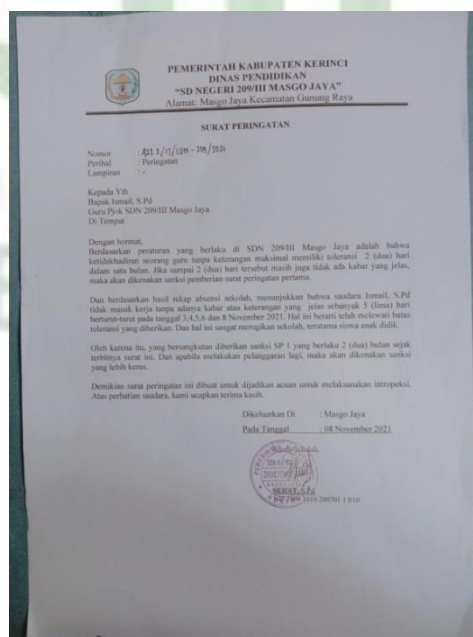 PEMERINTAH KABUPATEN KERINCI
DINAS PENDIDIKAN
"SD NEGERI 209/III MASGO JAYA"
Alamat: Masgo Jaya Kecamatan Gunung Raya
SURAT PERINGATAN
Nomor :
Perihal : Peringatan
Lampiran : -
Kepada Yth
Bapak Ismail, S.Pd
Guru Pjok SDN 209/III Masgo Jaya
Di Tempat
Dengan hormat,
Berdasarkan peraturan yang berlaku di SDN 209/III Masgo Jaya adalah bahwa
ketidakhadiran seorang guru tanpa keterangan maksimal memiliki toleransi 2 (dua) hari
dalam satu bulan. Jika sampai 2 (dua) hari tersebut masih juga tidak ada kabar yang jelas,
maka akan dikenakan sanksi pemberian surat peringatan pertama.
Dan berdasarkan hasil rekap absensi sekolah, menunjukkan bahwa saudara Ismail, S.Pd
tidak masuk kerja tanpa adanya kabar atau keterangan yang jelas sebanyak 5 (lima) hari
berturut-turut pada tanggal 3,4,5,6 dan 8 November 2021. Hal ini berarti telah melewati batas
toleransi yang diberikan. Dan hal ini sangat merugikan sekolah, terutama siswa anak didik.
Oleh karena itu, yang bersangkutan diberikan sanksi SP 1 yang berlaku 2 (dua) bulan sejak
terbitnya surat ini. Dan apabila melakukan pelanggaran lagi, maka akan dikenakan sanksi
yang lebih keras.
Demikian surat peringatan ini dibuat untuk dijadikan acuan untuk melaksanakan intropeksi.
Atas perhatian saudara, kami ucapkan terima kasih.
Dikeluarkan Di : Masgo Jaya
Pada Tanggal : 08 November 2021
S.Pd